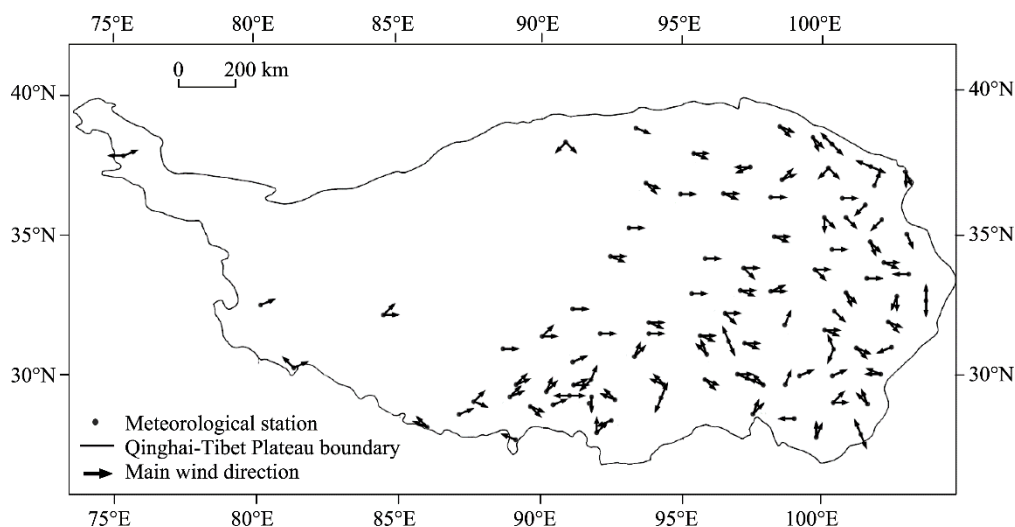 75°E 80°E 85°E 90°E 95°E 100°E
0 200 km
40°N 40°N
35°N 35°N
30°N 30°N
Meteorological station
Qinghai-Tibet Plateau boundary
Main wind direction
75°E 80°E 85°E 90°E 95°E 100°E